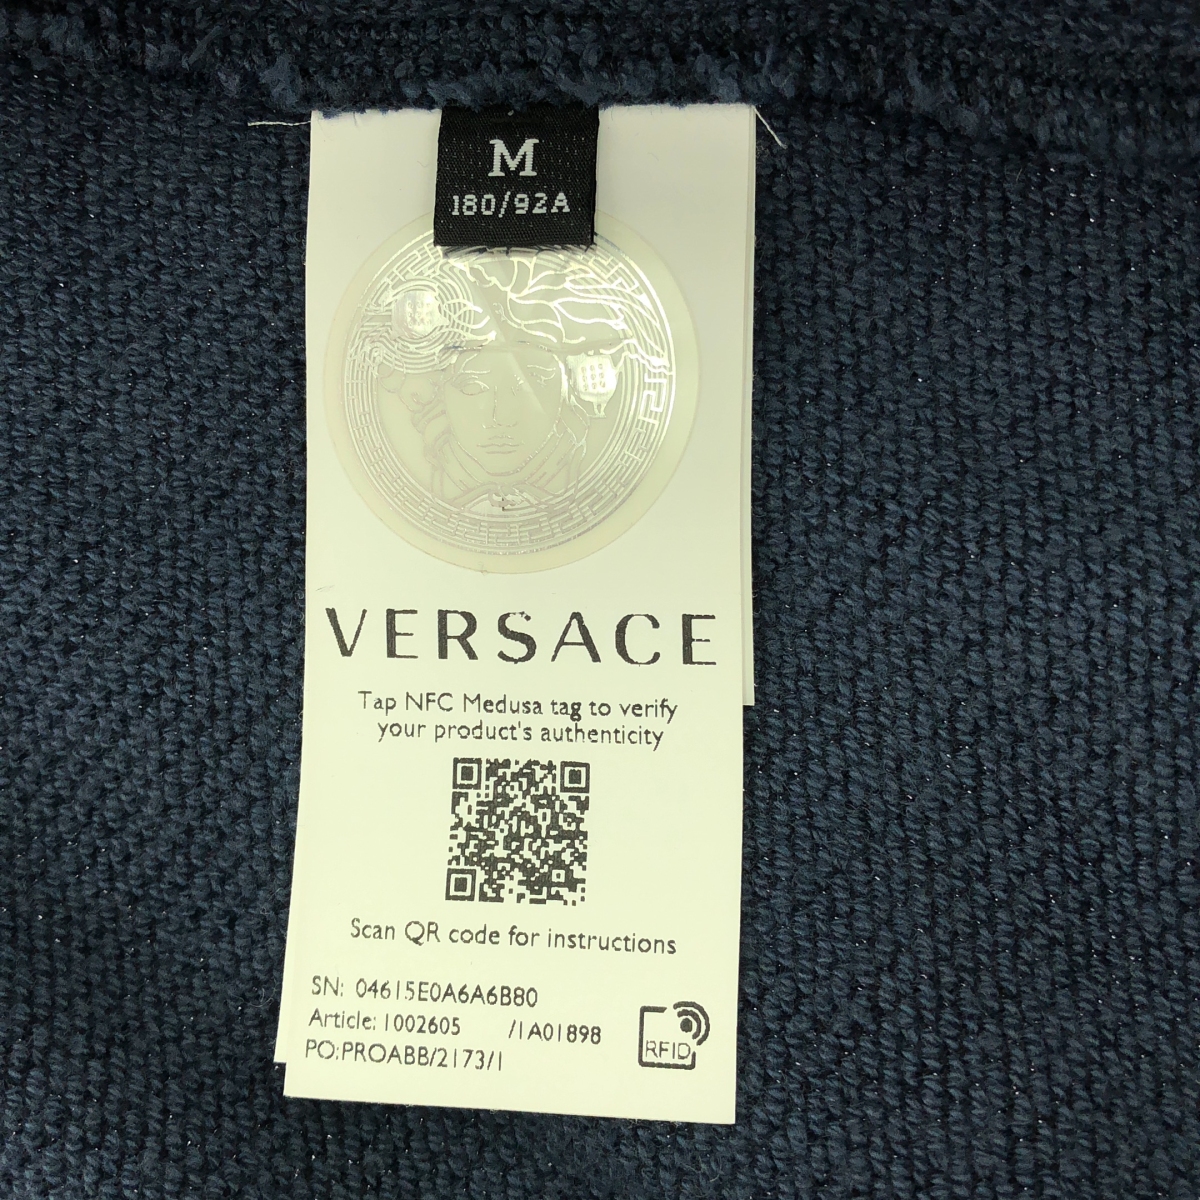 M
180/92A
VERSACE
Tap NFC Medusa tag to verify
your product's authenticity
Scan QR code for instructions
SN: 04615E0A6A6B80
Article: 1002605 /1A01898
PO:PROABB/2173/1
RFID